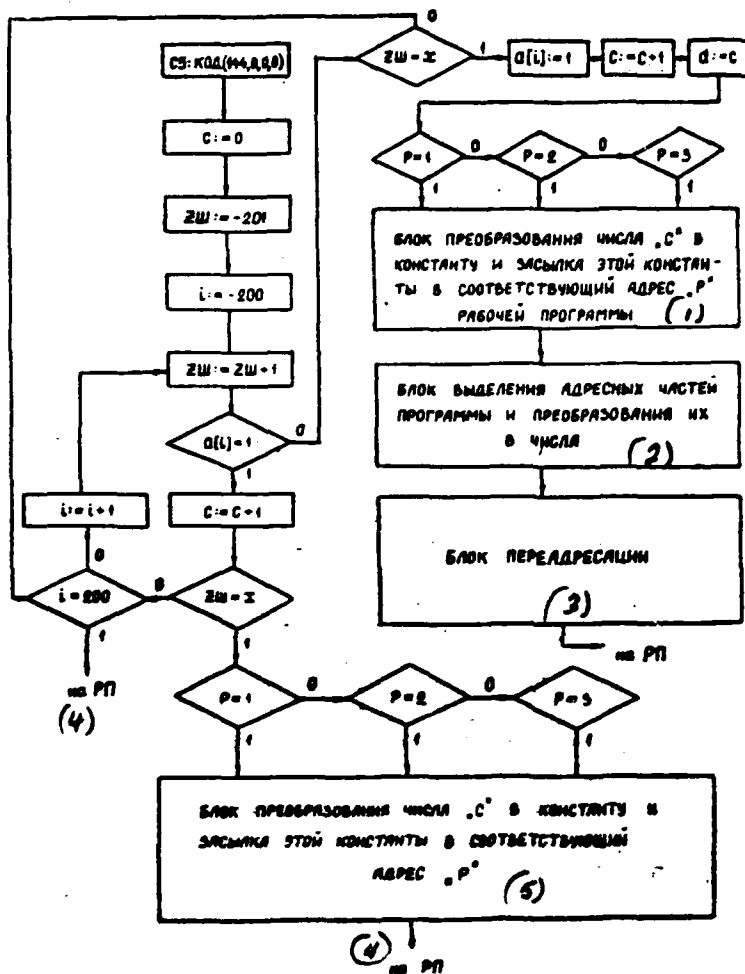 0
СЭ: КОД(144,0,0,0)
ZШ = x
1
a[i]:=1
C:=C+1
d:=C
C:=0
P=1
0
P=2
0
P=3
1
1
1
ZШ:=-201
БЛОК ПРЕОБРАЗОВАНИЯ ЧИСЛА „C" В
КОНСТАНТУ И ЗАСЫЛКА ЭТОЙ КОНСТАН-
ТЫ В СООТВЕТСТВУЮЩИЙ АДРЕС „P"
РАБОЧЕЙ ПРОГРАММЫ (1)
i:=-200
ZШ:=ZШ+1
БЛОК ВЫДЕЛЕНИЯ АДРЕСНЫХ ЧАСТЕЙ
ПРОГРАММЫ И ПРЕОБРАЗОВАНИЯ ИХ
В ЧИСЛА (2)
a[i]=1
0
1
i:=i+1
C:=C+1
0
БЛОК ПЕРЕАДРЕСАЦИИ
(3)
i=200
0
ZШ=x
1
1
на РП
на РП
(4)
P=1
0
P=2
0
P=3
1
1
1
БЛОК ПРЕОБРАЗОВАНИЯ ЧИСЛА „C" В КОНСТАНТУ И
ЗАСЫЛКА ЭТОЙ КОНСТАНТЫ В СООТВЕТСТВУЮЩИЙ
АДРЕС „P"
(5)
(4)
на РП